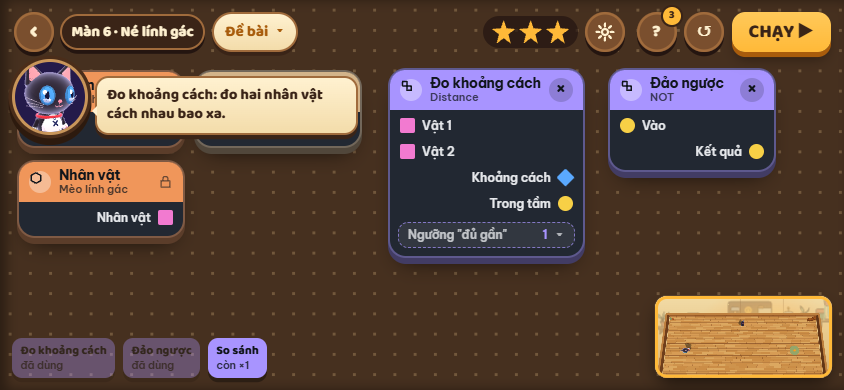 Màn 6 · Né lính gác
Đề bài
3
?
CHẠY
Đo khoảng cách: đo hai nhân vật
cách nhau bao xa.
Đo khoảng cách
Distance
Vật 1
Vật 2
Khoảng cách
Trong tầm
Ngưỡng "đủ gần"
1
Đảo ngược
NOT
Vào
Kết quả
Nhân vật
Mèo lính gác
Nhân vật
Đo khoảng cách
đã dùng
Đảo ngược
đã dùng
So sánh
còn ×1